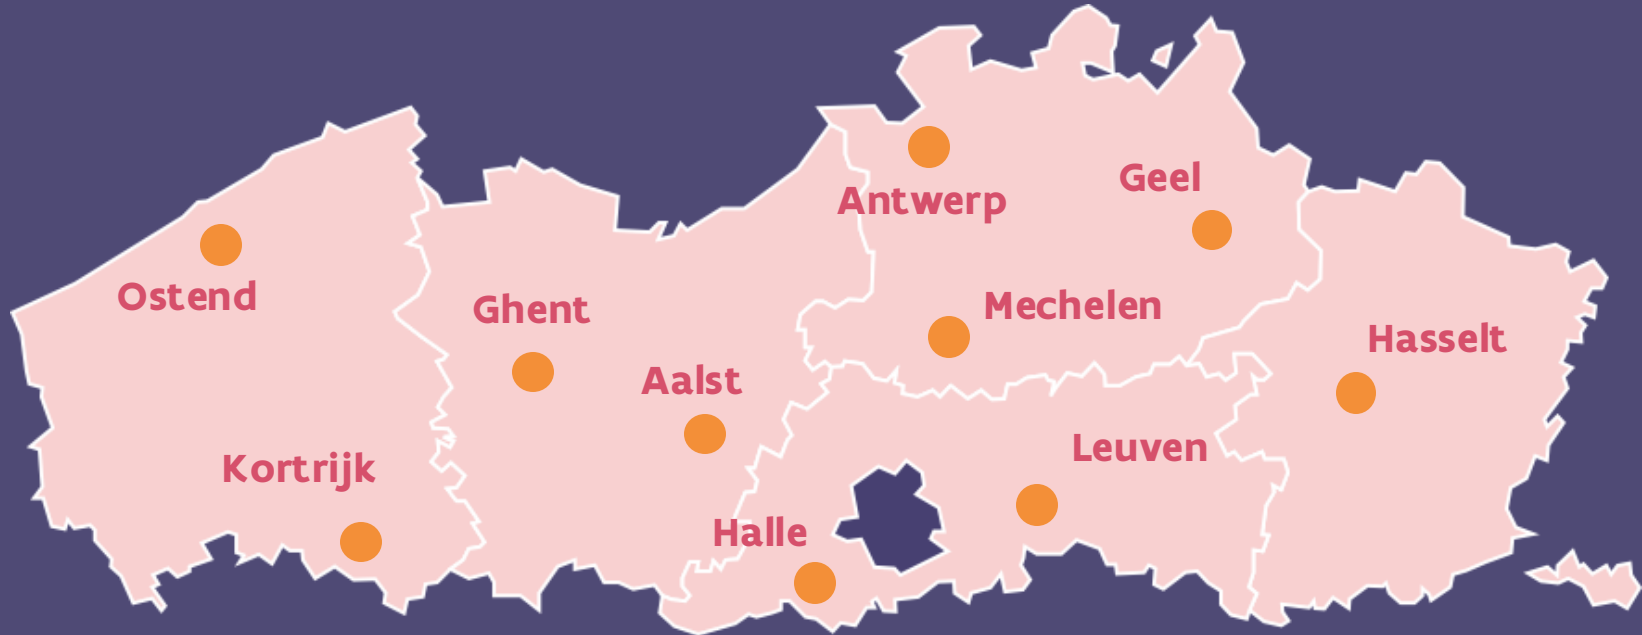 Geel
Antwerp
Ostend
Ghent
Mechelen
Hasselt
Aalst
Leuven
Kortrijk
Halle